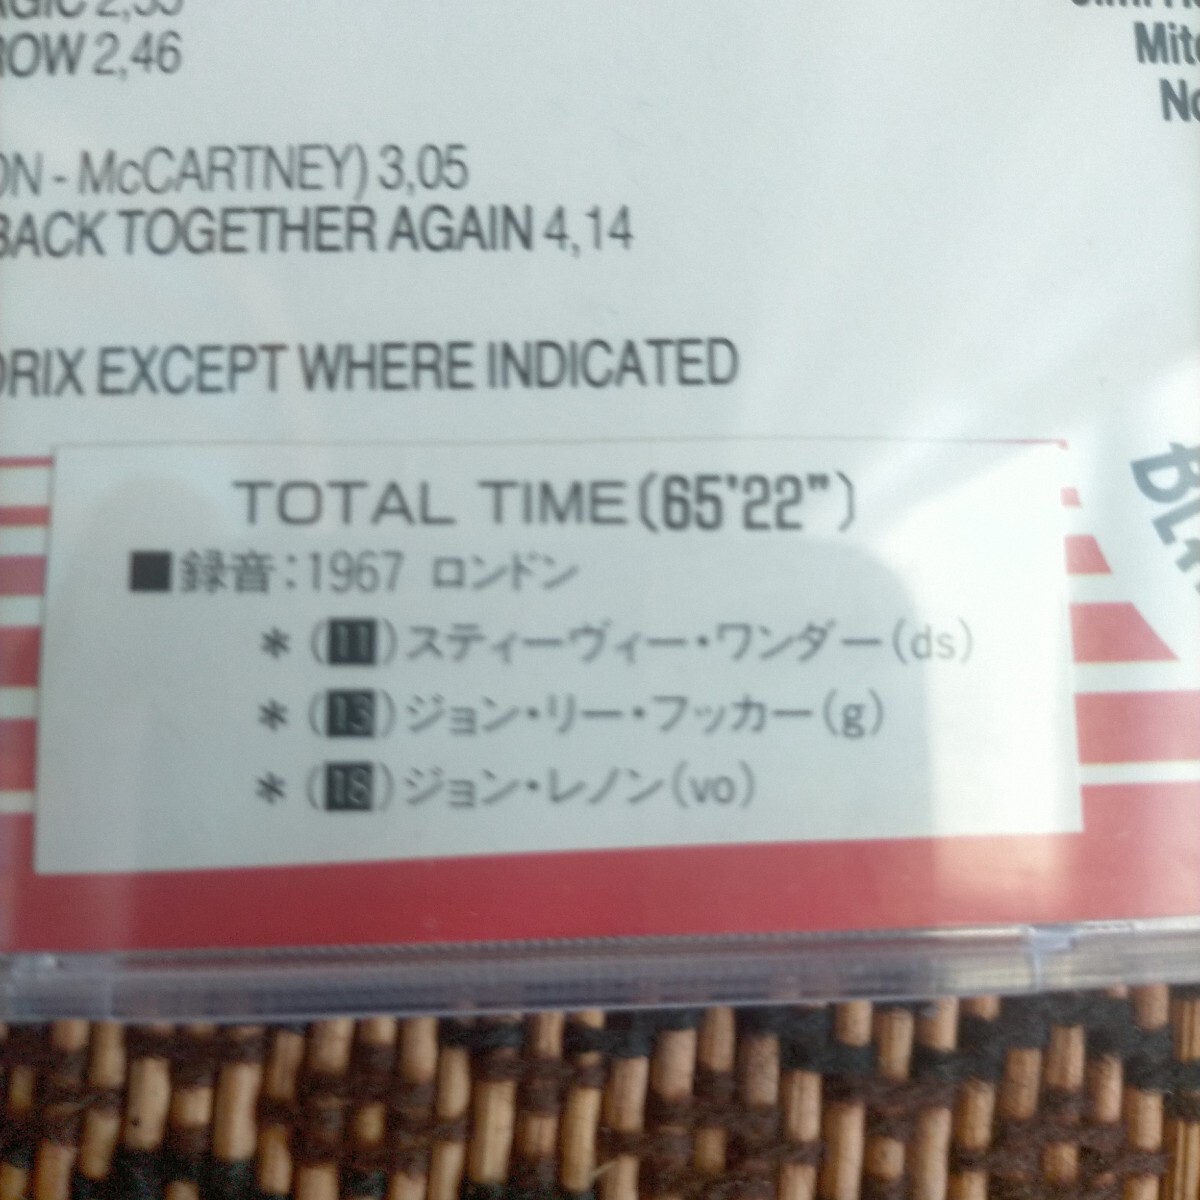 2,55
ROW 2,46
ON - McCARTNEY) 3,05
BACK TOGETHER AGAIN 4,14
DRIX EXCEPT WHERE INDICATED
TOTAL TIME(65'22")
■録音:1967 ロンドン
* (11)スティーヴィー・ワンダー(ds)
* (13)ジョン・リー・フッカー(g)
* (18)ジョン・レノン(vo)